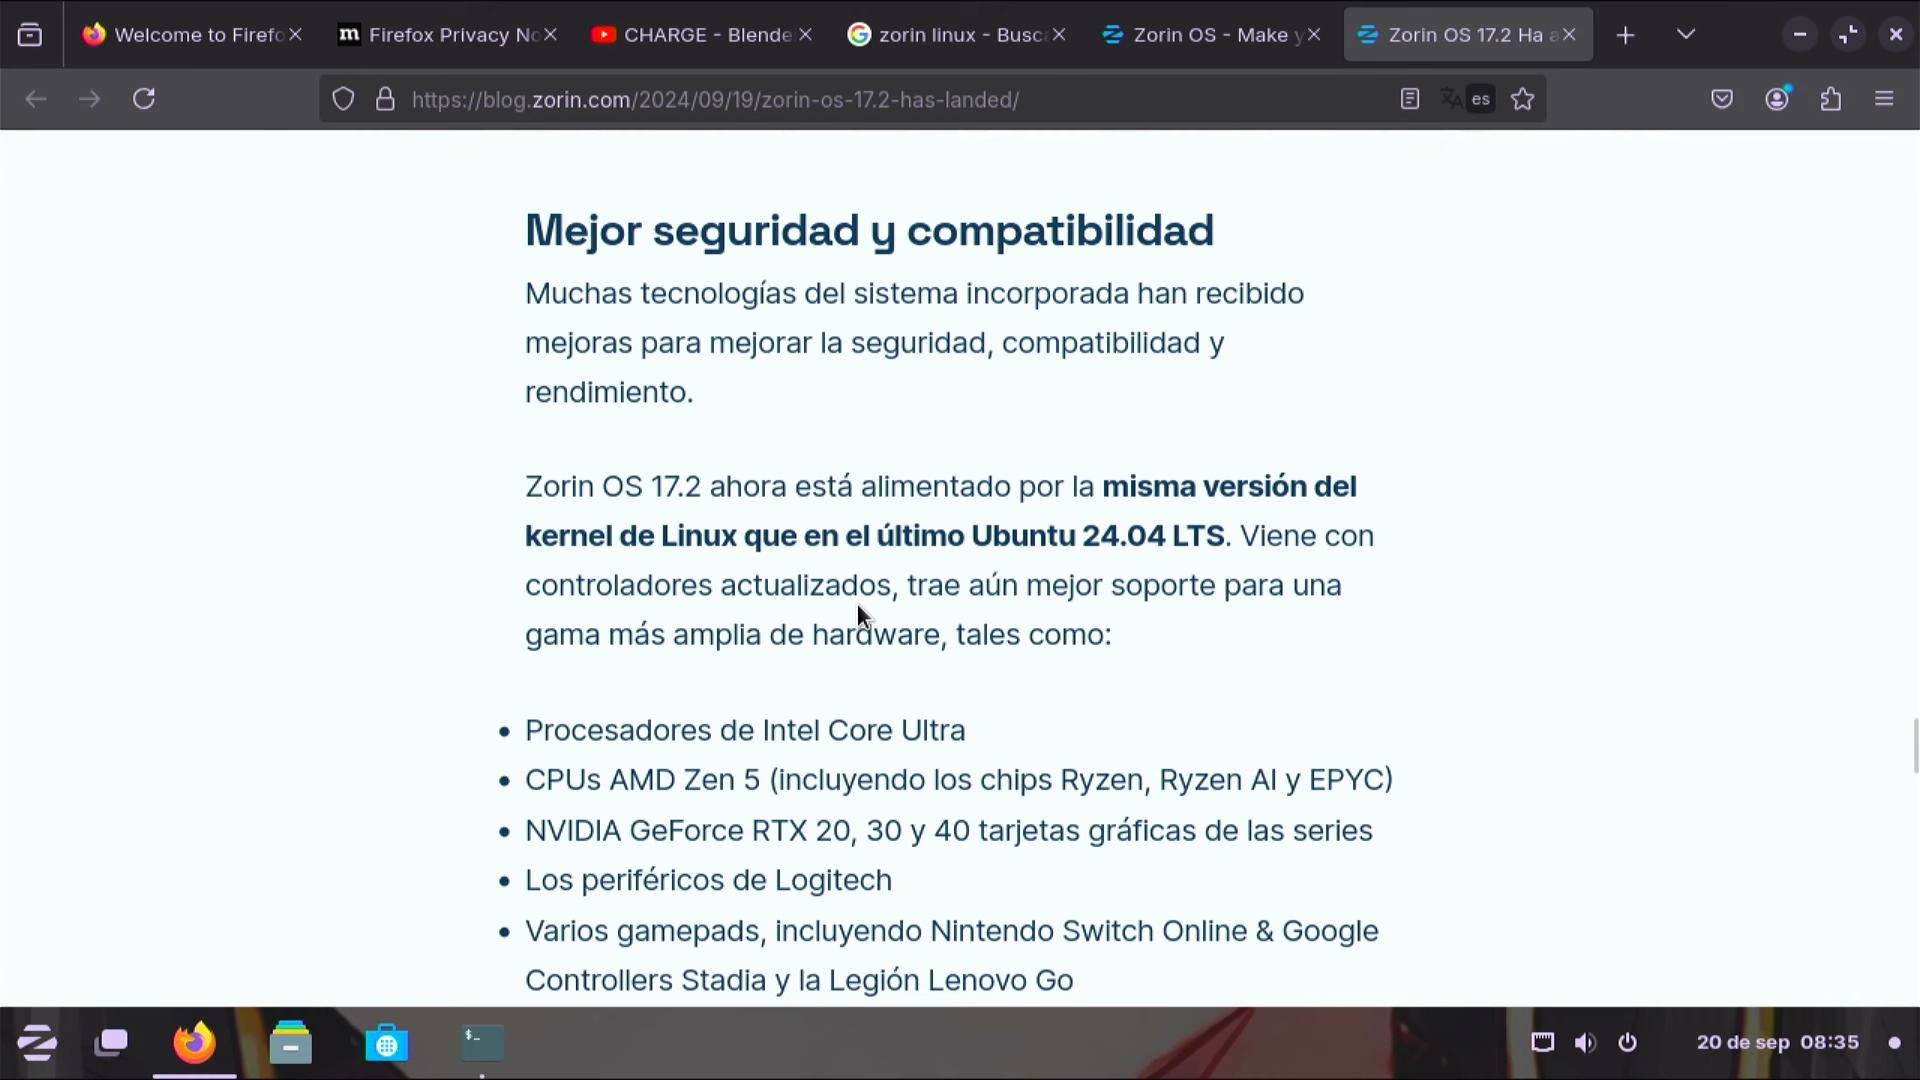 Welcome to Firefo
m Firefox Privacy No
CHARGE - Blende
zorin linux - Busc
Zorin OS - Make y
Zorin OS 17.2 Ha a
https://blog.zorin.com/2024/09/19/zorin-os-17.2-has-landed/
es
Mejor seguridad y compatibilidad
Muchas tecnologías del sistema incorporada han recibido
mejoras para mejorar la seguridad, compatibilidad y
rendimiento.
Zorin OS 17.2 ahora está alimentado por la misma versión del
kernel de Linux que en el último Ubuntu 24.04 LTS. Viene con
controladores actualizados, trae aún mejor soporte para una
gama más amplia de hardware, tales como:
• Procesadores de Intel Core Ultra
• CPUs AMD Zen 5 (incluyendo los chips Ryzen, Ryzen AI y EPYC)
• NVIDIA GeForce RTX 20, 30 y 40 tarjetas gráficas de las series
• Los periféricos de Logitech
• Varios gamepads, incluyendo Nintendo Switch Online & Google
Controllers Stadia y la Legión Lenovo Go
$_
20 de sep 08:35